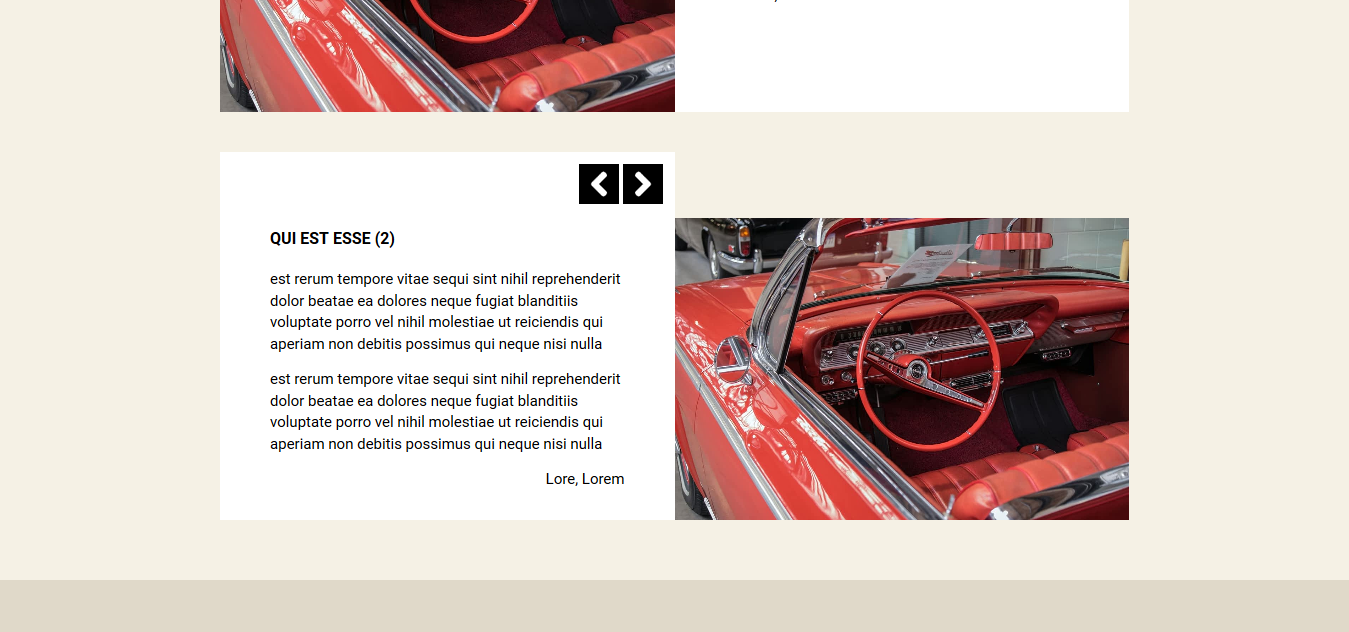 QUI EST ESSE (2)
est rerum tempore vitae sequi sint nihil reprehenderit
dolor beatae ea dolores neque fugiat blanditiis
voluptate porro vel nihil molestiae ut reiciendis qui
aperiam non debitis possimus qui neque nisi nulla
est rerum tempore vitae sequi sint nihil reprehenderit
dolor beatae ea dolores neque fugiat blanditiis
voluptate porro vel nihil molestiae ut reiciendis qui
aperiam non debitis possimus qui neque nisi nulla
Lore, Lorem